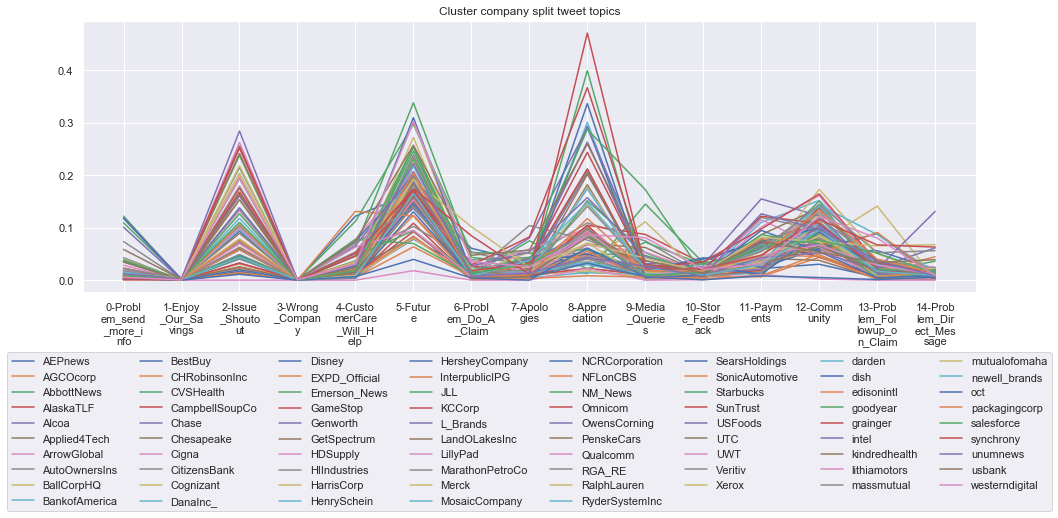 Cluster company split tweet topics
0.4
0.3
0.2
0.1
0.0
0-Probl
em_send
_more_i
nfo
1-Enjoy
_Our_Sa
vings
2-Issue
_Shouto
ut
3-Wrong
_Compan
y
4-Custo
merCare
_Will_H
elp
5-Futur
e
6-Probl
em_Do_A
_Claim
7-Apolo
gies
8-Appre
ciation
9-Media
_Querie
s
10-Stor
e_Feedb
ack
11-Paym
ents
12-Comm
unity
13-Prob
lem_Fol
lowup_o
n_Claim
14-Prob
lem_Dir
ect_Mes
sage
AEPnews
AGCOcorp
AbbottNews
AlaskaTLF
Alcoa
Applied4Tech
ArrowGlobal
AutoOwnersIns
BallCorpHQ
BankofAmerica
BestBuy
CHRobinsonInc
CVSHealth
CampbellSoupCo
Chase
Chesapeake
Cigna
CitizensBank
Cognizant
DanaInc_
Disney
EXPD_Official
Emerson_News
GameStop
Genworth
GetSpectrum
HDSupply
HIIndustries
HarrisCorp
HenrySchein
HersheyCompany
InterpublicIPG
JLL
KCCorp
L_Brands
LandOLakesInc
LillyPad
MarathonPetroCo
Merck
MosaicCompany
NCRCorporation
NFLonCBS
NM_News
Omnicom
OwensCorning
PenskeCars
Qualcomm
RGA_RE
RalphLauren
RyderSystemInc
SearsHoldings
SonicAutomotive
Starbucks
SunTrust
USFoods
UTC
UWT
Veritiv
Xerox
darden
dish
edisonintl
goodyear
grainger
intel
kindredhealth
lithiamotors
massmutual
mutualofomaha
newell_brands
oct
packagingcorp
salesforce
synchrony
unumnews
usbank
westerndigital